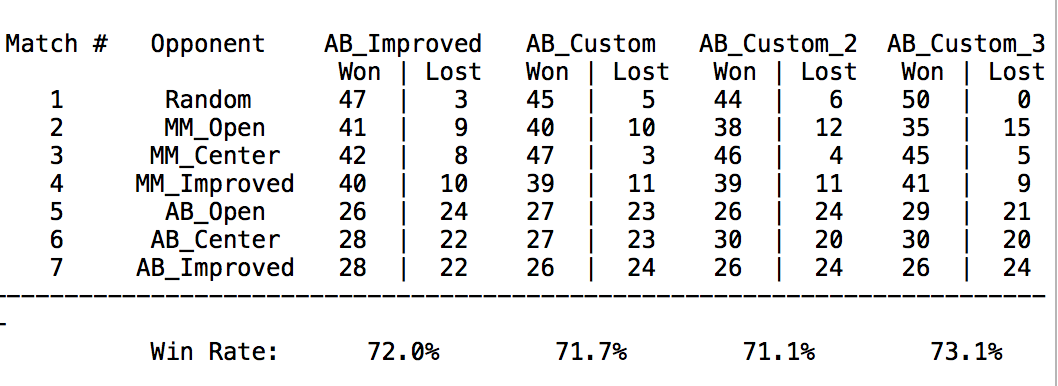 Match #   Opponent    AB_Improved   AB_Custom   AB_Custom_2  AB_Custom_3
                       Won | Lost   Won | Lost   Won | Lost   Won | Lost
   1       Random      47  |   3    45  |   5    44  |   6    50  |   0
   2       MM_Open     41  |   9    40  |  10    38  |  12    35  |  15
   3      MM_Center    42  |   8    47  |   3    46  |   4    45  |   5
   4     MM_Improved   40  |  10    39  |  11    39  |  11    41  |   9
   5       AB_Open     26  |  24    27  |  23    26  |  24    29  |  21
   6      AB_Center    28  |  22    27  |  23    30  |  20    30  |  20
   7     AB_Improved   28  |  22    26  |  24    26  |  24    26  |  24
-------------------------------------------------------------------------
-
          Win Rate:      72.0%        71.7%        71.1%        73.1%